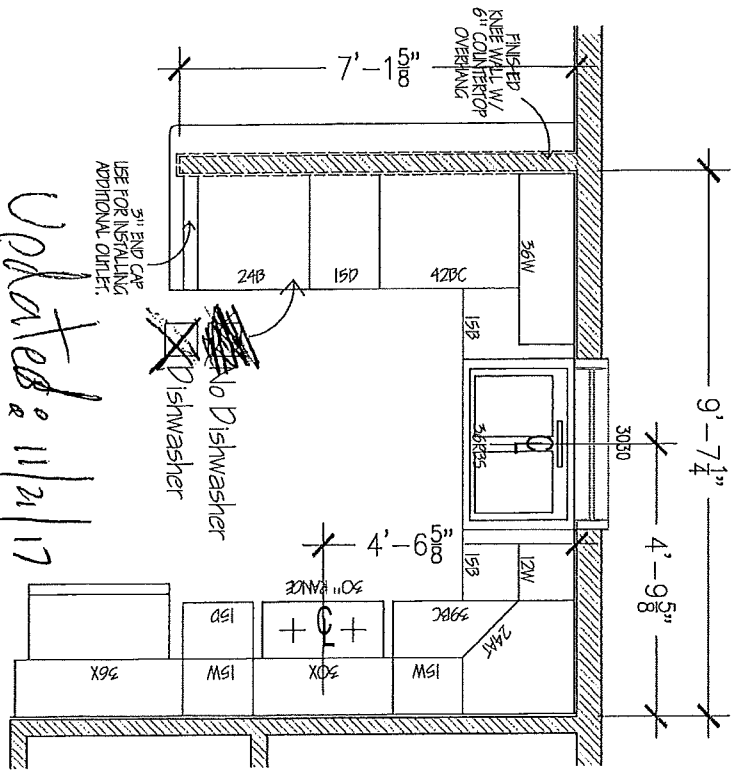 FINISHED
KNEE WALL W/
6" COUNTERTOP
OVERHANG
7'-1 5/8"
9'-7 1/4"
4'-9 5/8"
4'-6 5/8"
3030
36W
15B
24B
15D
42BC
3" END CAP
USE FOR INSTALLING
ADDITIONAL OUTLET.
No Dishwasher
Dishwasher
15B
12W
39BC
30" RANGE
CL
15D
36X
15W
30X
15W
Updated: 11/21/17